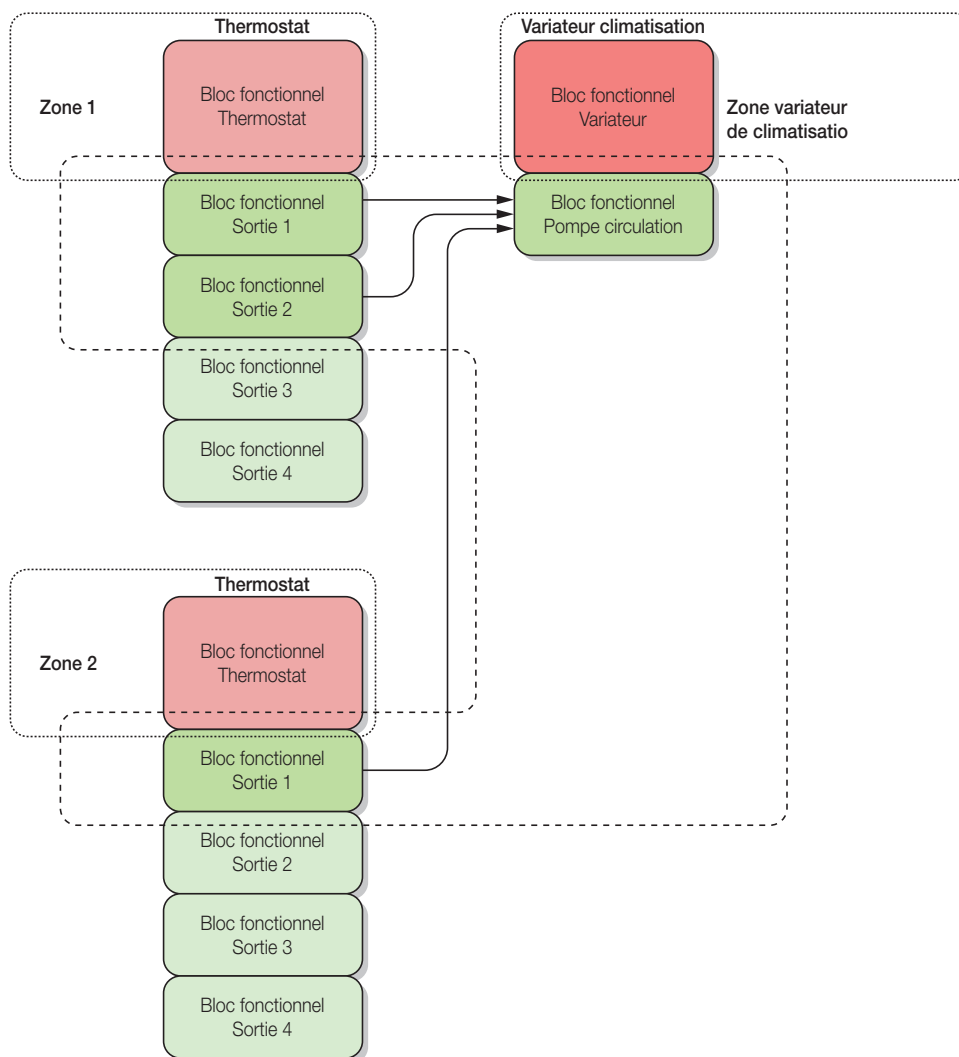 Thermostat
Zone 1
Bloc fonctionnel
Thermostat
Bloc fonctionnel
Sortie 1
Bloc fonctionnel
Sortie 2
Bloc fonctionnel
Sortie 3
Bloc fonctionnel
Sortie 4
Variateur climatisation
Bloc fonctionnel
Variateur
Zone variateur
de climatisatio
Bloc fonctionnel
Pompe circulation
Thermostat
Zone 2
Bloc fonctionnel
Thermostat
Bloc fonctionnel
Sortie 1
Bloc fonctionnel
Sortie 2
Bloc fonctionnel
Sortie 3
Bloc fonctionnel
Sortie 4